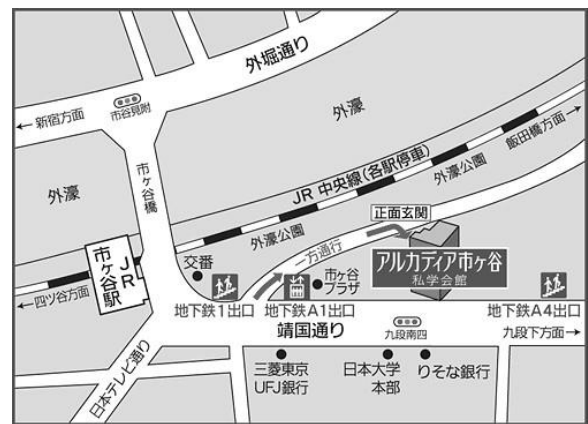 外堀通り
←新宿方面
市谷見附
外濠
飯田橋方面→
外濠
市ヶ谷橋
JR 中央線(各駅停車)
外濠公園
正面玄関
外濠公園
一方通行
アルカディア市ヶ谷
私学会館
JR
市ヶ谷駅
交番
市ヶ谷
プラザ
←四ツ谷方面
地下鉄1出口
地下鉄A1出口
地下鉄A4出口
靖国通り
九段南四
九段下方面→
日本テレビ通り
三菱東京
UFJ銀行
日本大学
本部
りそな銀行